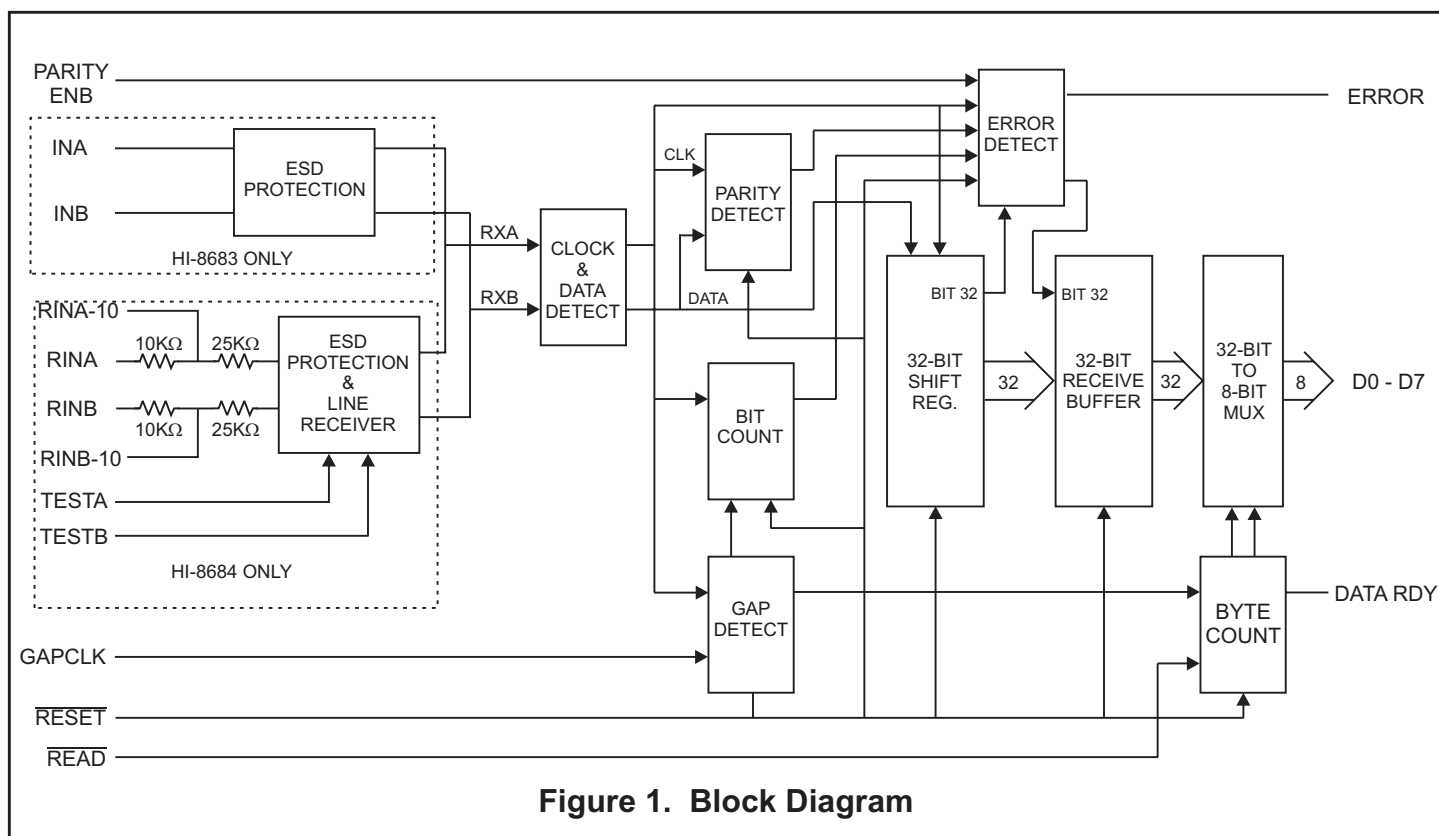 PARITY
ENB
ERROR
ERROR
DETECT
INA
ESD
PROTECTION
INB
HI-8683 ONLY
CLK
PARITY
DETECT
RXA
CLOCK
&
DATA
DETECT
RXB
DATA
BIT 32
BIT 32
RINA-10
10KΩ
25KΩ
RINA
ESD
PROTECTION
&
LINE
RECEIVER
RINB
10KΩ
25KΩ
RINB-10
TESTA
TESTB
HI-8684 ONLY
BIT
COUNT
32-BIT
SHIFT
REG.
32
32-BIT
RECEIVE
BUFFER
32
32-BIT
TO
8-BIT
MUX
8
D0 - D7
GAP
DETECT
BYTE
COUNT
DATA RDY
GAPCLK
RESET
READ
Figure 1. Block Diagram